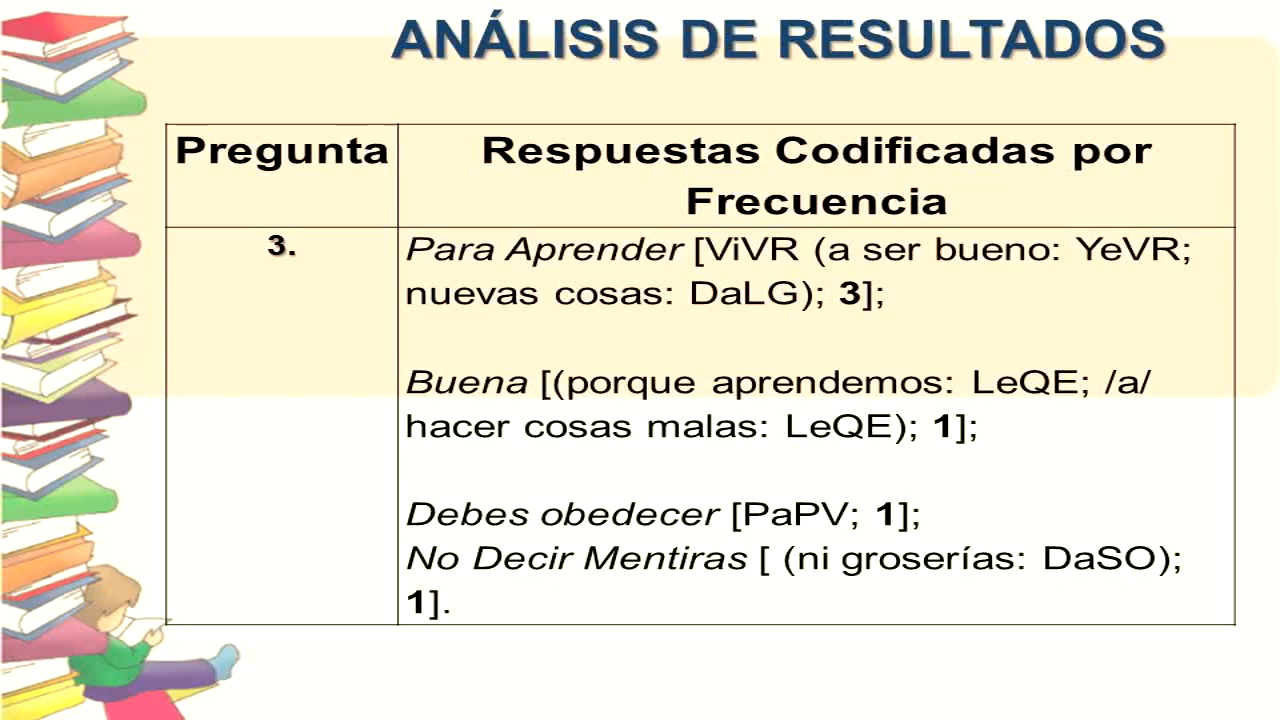 ANÁLISIS DE RESULTADOS
Pregunta
Respuestas Codificadas por
Frecuencia
3.
Para Aprender [ViVR (a ser bueno: YeVR;
nuevas cosas: DaLG); 3];
Buena [(porque aprendemos: LeQE; /a/
hacer cosas malas: LeQE); 1];
Debes obedecer [PaPV; 1];
No Decir Mentiras [ (ni groserías: DaSO);
1].